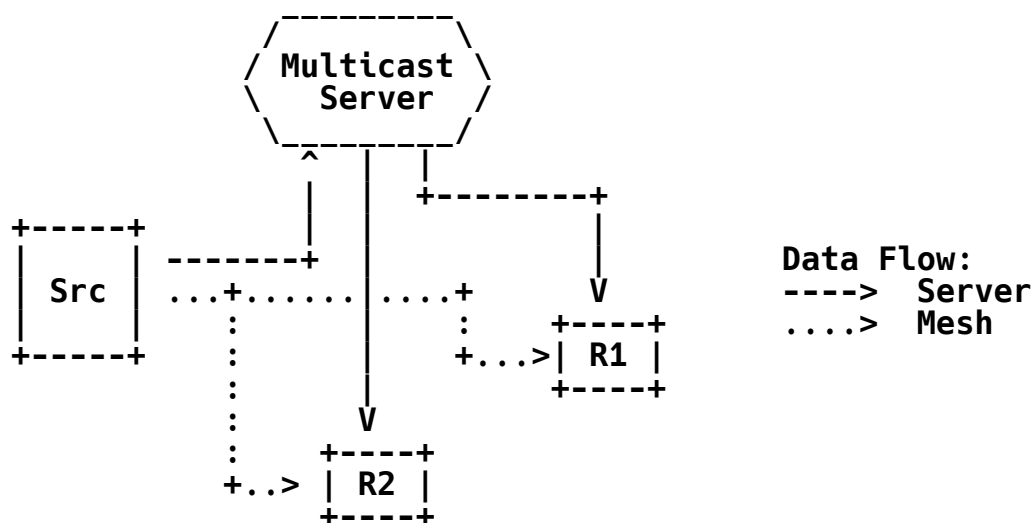 Multicast
Server
Data Flow:
Src
----> Server
....> Mesh
R1
R2